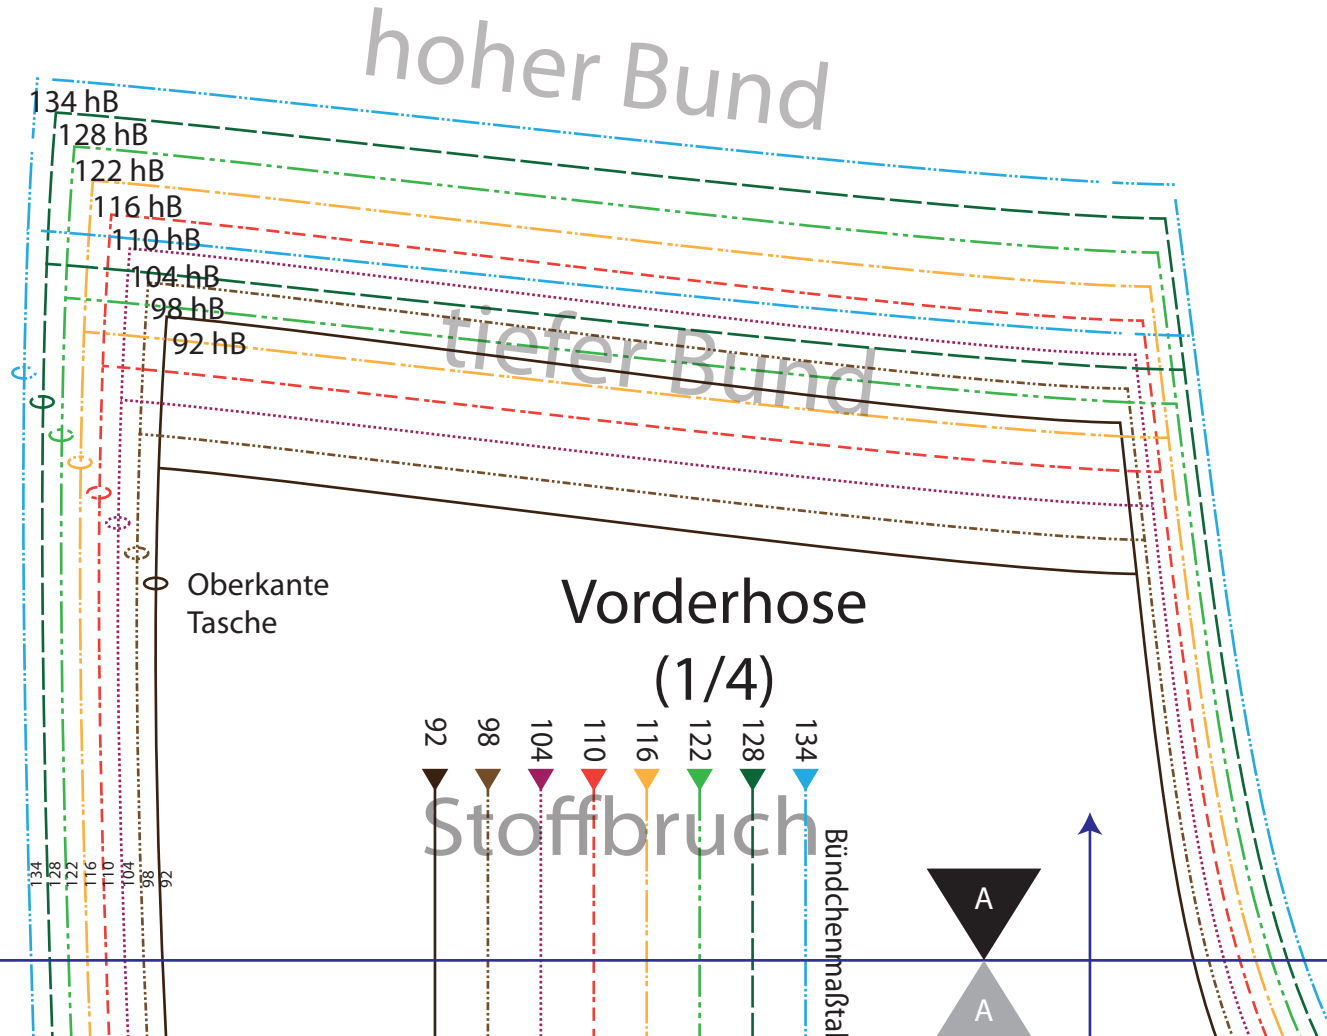 hoher Bund
134 hB
128 hB
122 hB
116 hB
110 hB
104 hB
98 hB
92 hB
tiefer Bund
Oberkante
Tasche
Vorderhose
(1/4)
92 98 104 110 116 122 128 134
Stoffbruch
Bündchenmaßta
134 128 122 116 110 104 98 92
A
A